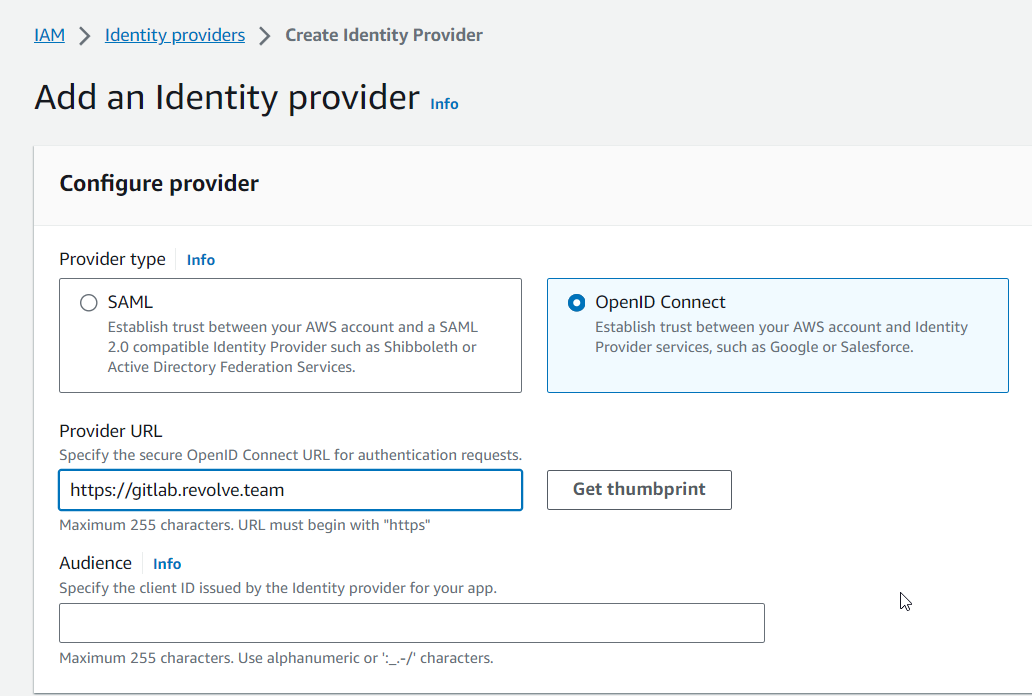 IAM > Identity providers > Create Identity Provider
Add an Identity provider Info
Configure provider
Provider type Info
SAML
Establish trust between your AWS account and a SAML
2.0 compatible Identity Provider such as Shibboleth or
Active Directory Federation Services.
OpenID Connect
Establish trust between your AWS account and Identity
Provider services, such as Google or Salesforce.
Provider URL
Specify the secure OpenID Connect URL for authentication requests.
https://gitlab.revolve.team
Get thumbprint
Maximum 255 characters. URL must begin with "https"
Audience Info
Specify the client ID issued by the Identity provider for your app.
Maximum 255 characters. Use alphanumeric or ':_.-/' characters.